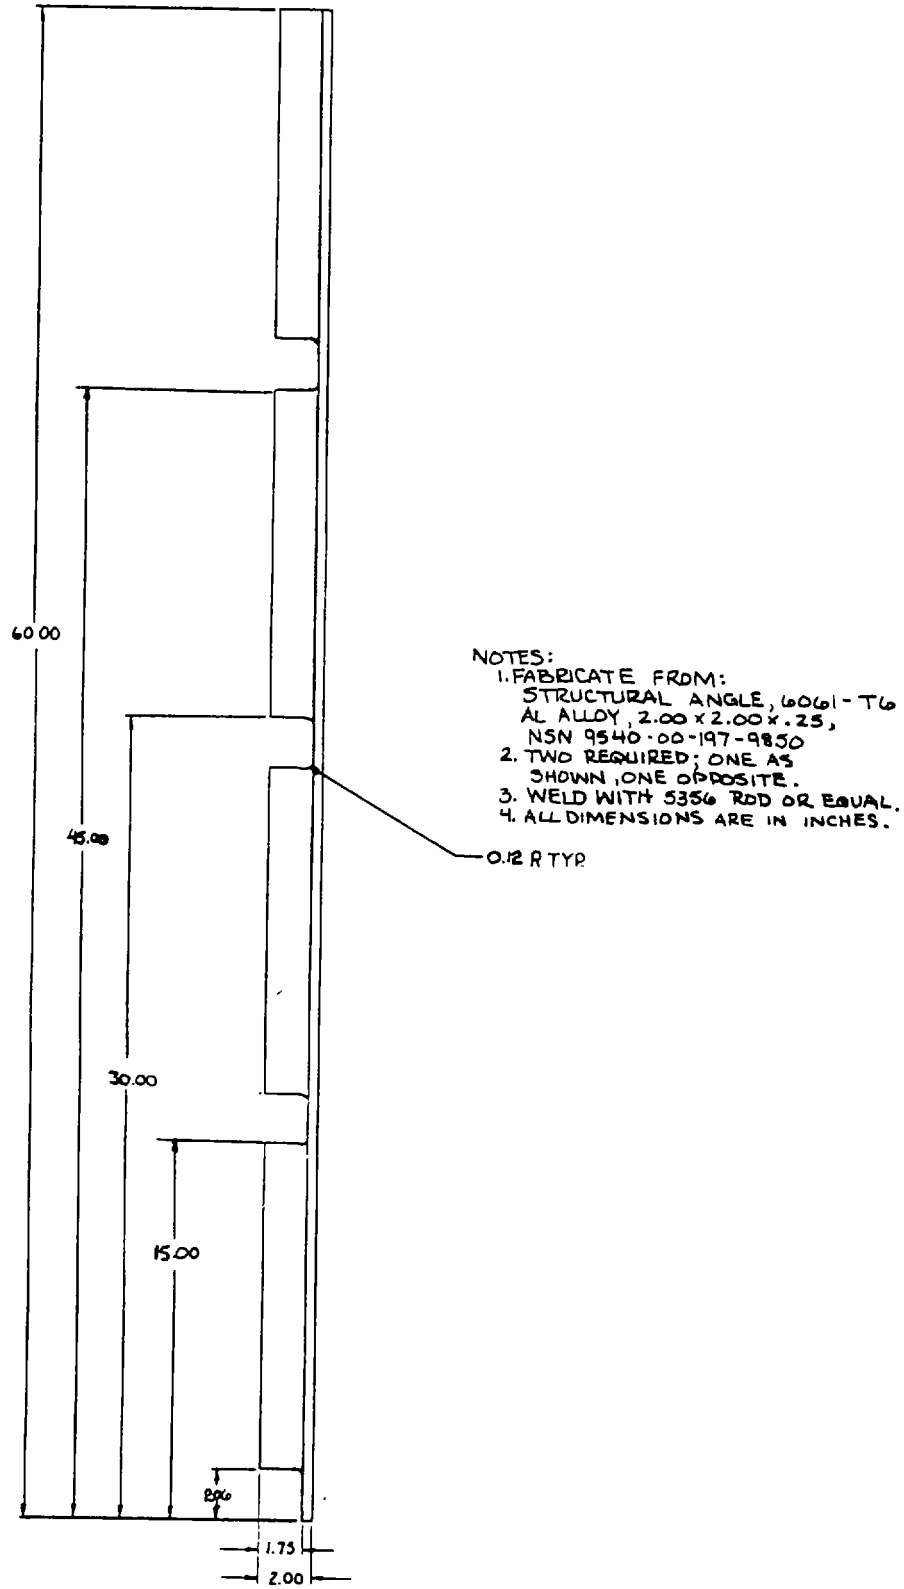 60.00
NOTES:
1. FABRICATE FROM:
STRUCTURAL ANGLE, 6061-T6
AL ALLOY, 2.00 x 2.00 x .25,
NSN 9540-00-197-9850
2. TWO REQUIRED; ONE AS
SHOWN, ONE OPPOSITE.
3. WELD WITH 5356 ROD OR EQUAL.
4. ALL DIMENSIONS ARE IN INCHES.
45.00
0.12 R TYP.
30.00
15.00
1.75
2.00